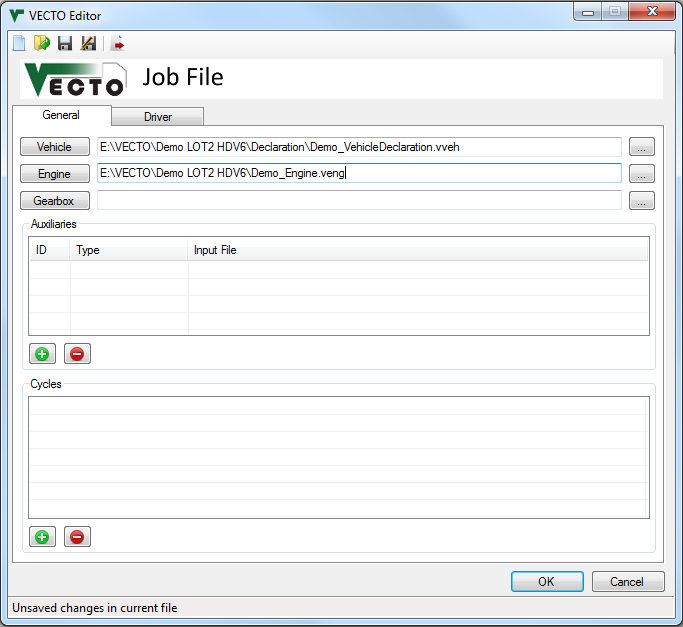 VECTO Editor
VECTO Job File
General Driver
Vehicle E:\VECTO\Demo LOT2 HDV6\Declaration\Demo_VehicleDeclaration.vveh ...
Engine E:\VECTO\Demo LOT2 HDV6\Demo_Engine.veng ...
Gearbox ...
Auxiliaries
ID Type Input File
Cycles
OK Cancel
Unsaved changes in current file